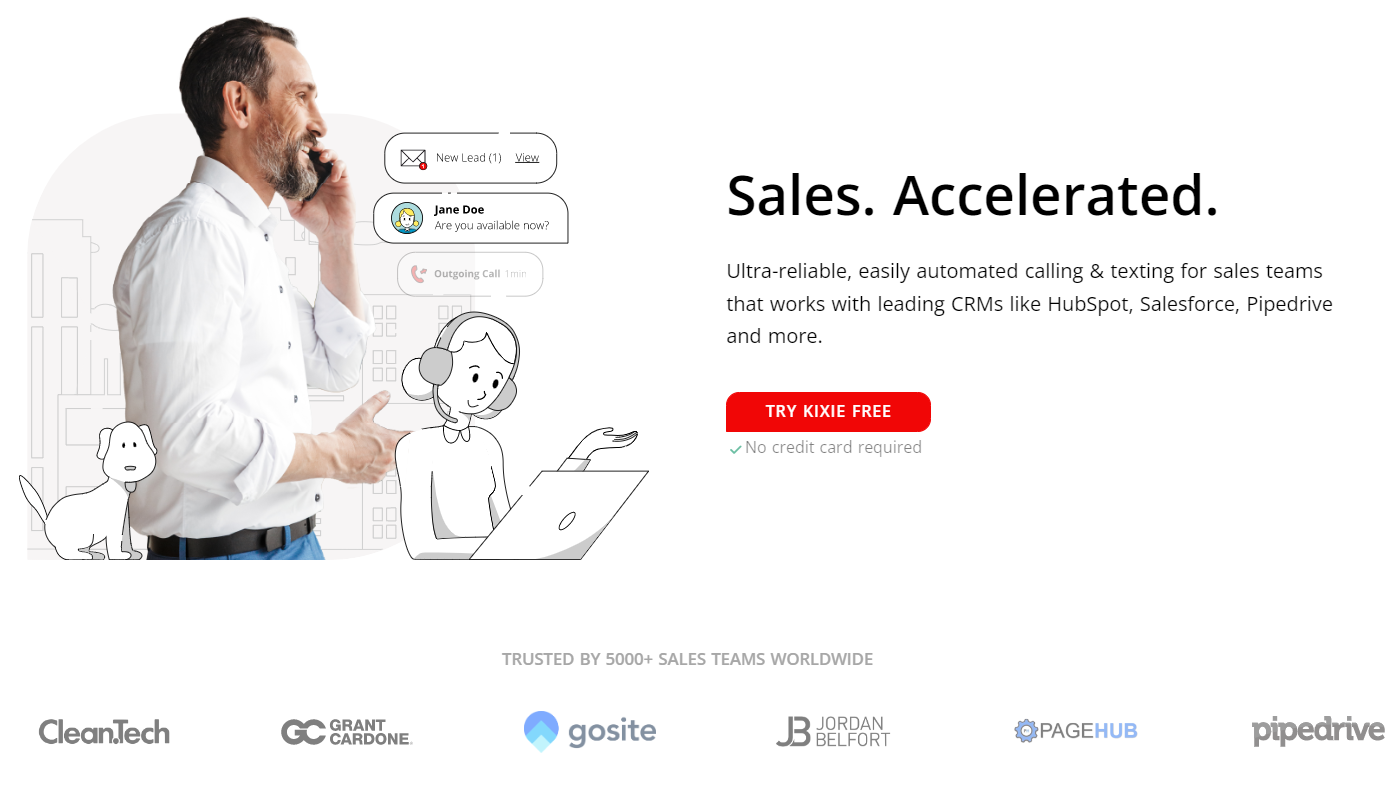 New Lead (1) View
Jane Doe
Are you available now?
Outgoing Call 1min
Sales. Accelerated.
Ultra-reliable, easily automated calling & texting for sales teams
that works with leading CRMs like HubSpot, Salesforce, Pipedrive
and more.
TRY KIXIE FREE
No credit card required
TRUSTED BY 5000+ SALES TEAMS WORLDWIDE
Clean.Tech
GC GRANT CARDONE
gosite
JB JORDAN BELFORT
PAGEHUB
pipedrive